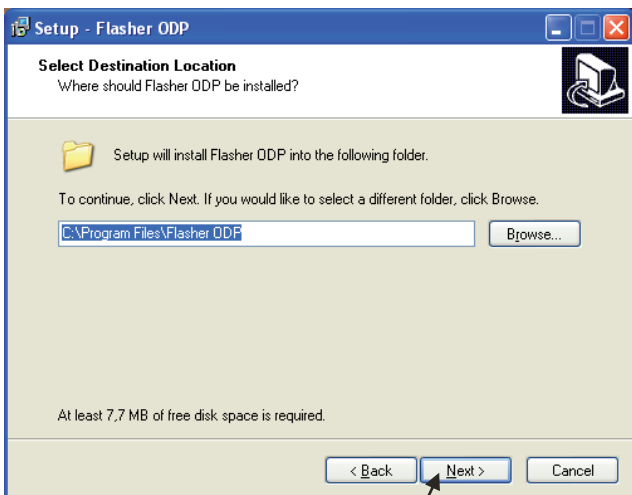 Setup - Flasher ODP
Select Destination Location
Where should Flasher ODP be installed?
Setup will install Flasher ODP into the following folder.
To continue, click Next. If you would like to select a different folder, click Browse.
C:\Program Files\Flasher ODP
Browse...
At least 7,7 MB of free disk space is required.
< Back
Next >
Cancel